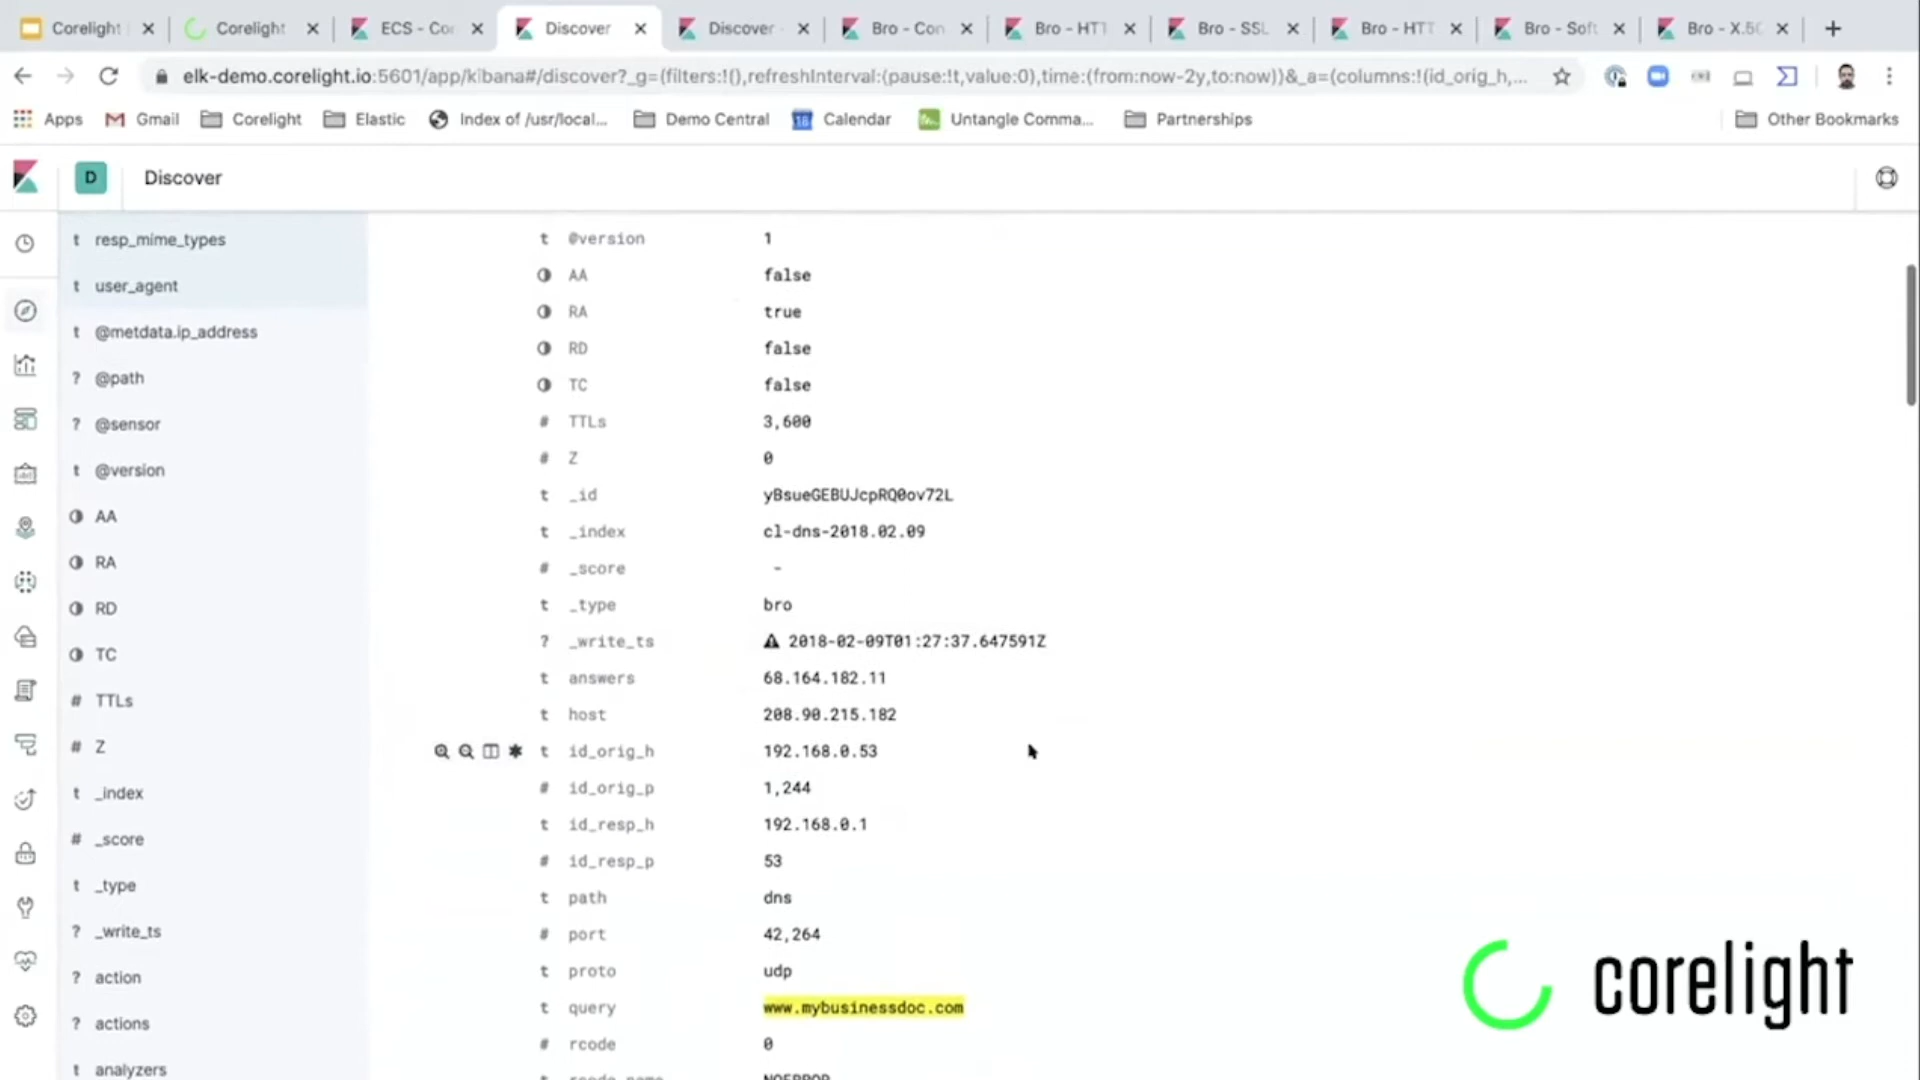 Corelight
Corelight
ECS - Cor
Discover
Discover -
Bro - Con
Bro - HTT
Bro - SSL
Bro - HTT
Bro - Soft
Bro - X.50
elk-demo.corelight.io:5601/app/kibana#/discover?_g=(filters:!(),refreshInterval:(pause:!t,value:0),time:(from:now-2y,to:now))&_a=(columns:!(id_orig_h,...
Apps
Gmail
Corelight
Elastic
Index of /usr/local...
Demo Central
Calendar
Untangle Comma...
Partnerships
Other Bookmarks
D
Discover
t resp_mime_types
t user_agent
t @metdata.ip_address
? @path
? @sensor
t @version
AA
RA
RD
TC
# TTLs
# Z
t _index
# _score
t _type
? _write_ts
? action
? actions
t analyzers
t @version 1
AA false
RA true
RD false
TC false
# TTLs 3,600
# Z 0
t _id yBsueGEBUJcpRQ0ov72L
t _index cl-dns-2018.02.09
# _score -
t _type bro
? _write_ts 2018-02-09T01:27:37.647591Z
t answers 68.164.182.11
t host 208.90.215.182
t id_orig_h 192.168.0.53
# id_orig_p 1,244
t id_resp_h 192.168.0.1
# id_resp_p 53
t path dns
# port 42,264
t proto udp
t query www.mybusinessdoc.com
# rcode 0
t rcode_name NOERROR
corelight